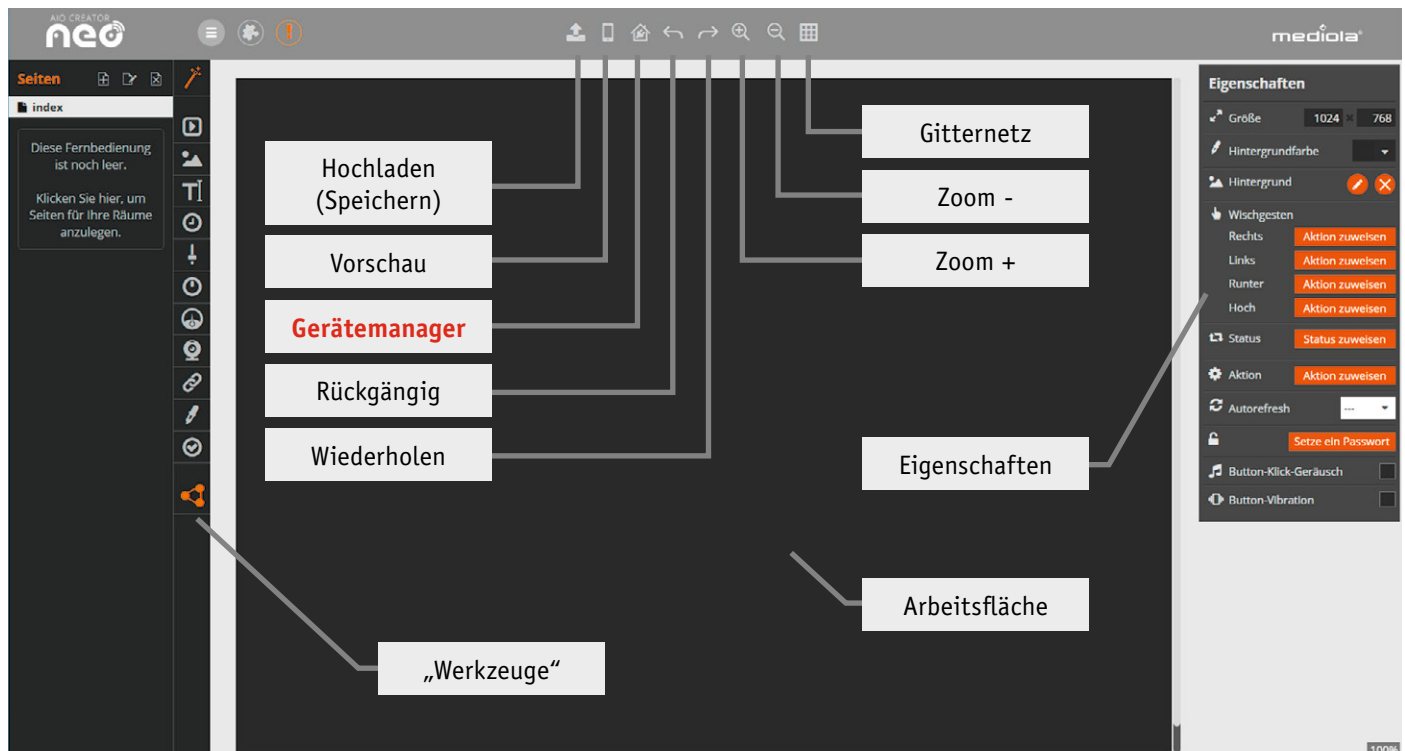 AIO CREATOR
neo
mediola
Seiten
index
Diese Fernbedienung
ist noch leer.
Klicken Sie hier, um
Seiten für Ihre Räume
anzulegen.
Hochladen
(Speichern)
Vorschau
Gerätemanager
Rückgängig
Wiederholen
Gitternetz
Zoom -
Zoom +
Eigenschaften
Arbeitsfläche
„Werkzeuge“
Eigenschaften
Größe 1024 × 768
Hintergrundfarbe
Hintergrund
Wischgesten
Rechts Aktion zuweisen
Links Aktion zuweisen
Runter Aktion zuweisen
Hoch Aktion zuweisen
Status Status zuweisen
Aktion Aktion zuweisen
Autorefresh ---
Setze ein Passwort
Button-Klick-Geräusch
Button-Vibration
100%